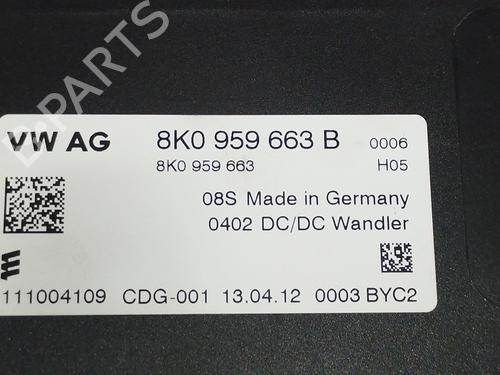 VW AG 8K0 959 663 B 0006
8K0 959 663 H05
08S Made in Germany
0402 DC/DC Wandler
111004109 CDG-001 13.04.12 0003 BYC2
B-PARTS